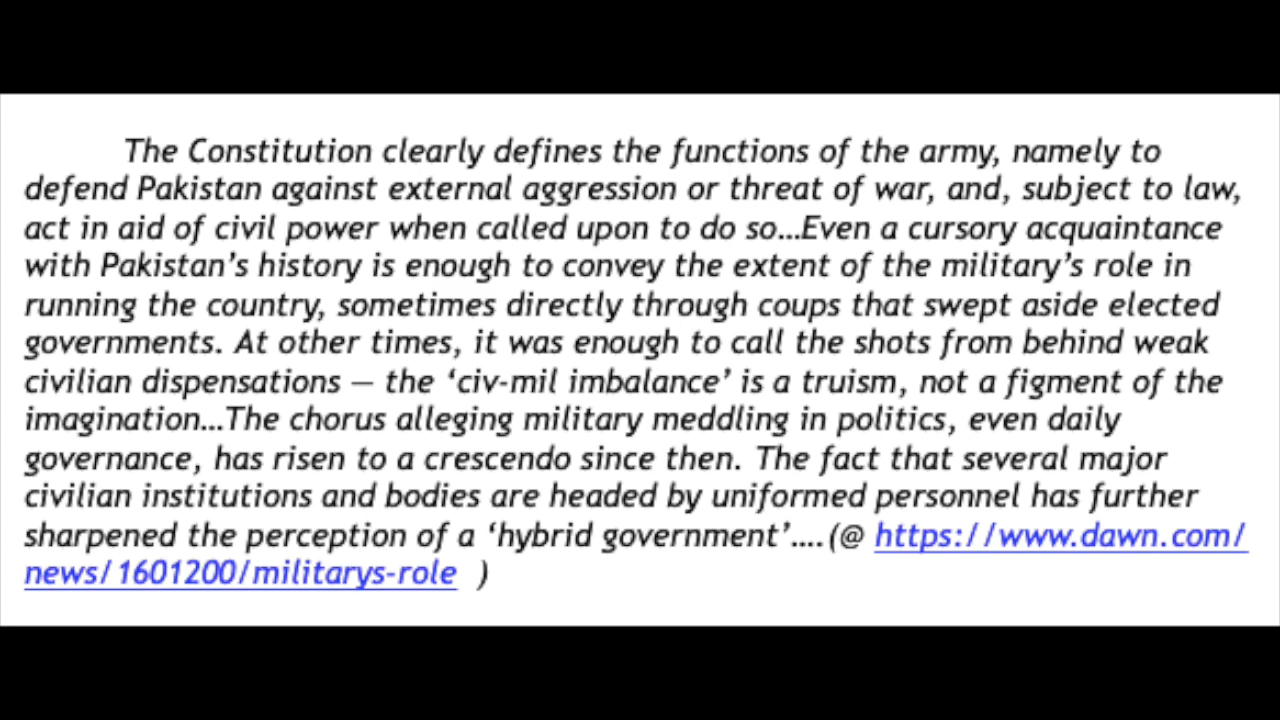 The Constitution clearly defines the functions of the army, namely to
defend Pakistan against external aggression or threat of war, and, subject to law,
act in aid of civil power when called upon to do so…Even a cursory acquaintance
with Pakistan’s history is enough to convey the extent of the military’s role in
running the country, sometimes directly through coups that swept aside elected
governments. At other times, it was enough to call the shots from behind weak
civilian dispensations — the ‘civ-mil imbalance’ is a truism, not a figment of the
imagination…The chorus alleging military meddling in politics, even daily
governance, has risen to a crescendo since then. The fact that several major
civilian institutions and bodies are headed by uniformed personnel has further
sharpened the perception of a ‘hybrid government’….(@ https://www.dawn.com/
news/1601200/militarys-role )